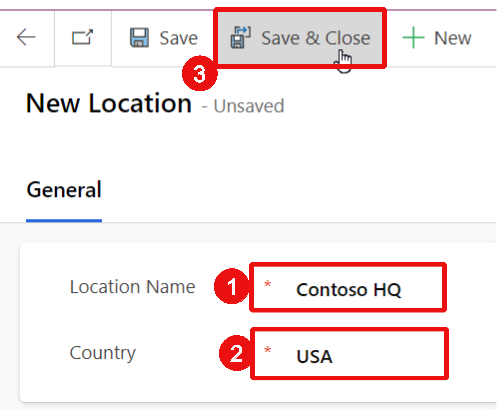 Save Save & Close New
3
New Location - Unsaved
General
Location Name 1 * Contoso HQ
Country 2 * USA